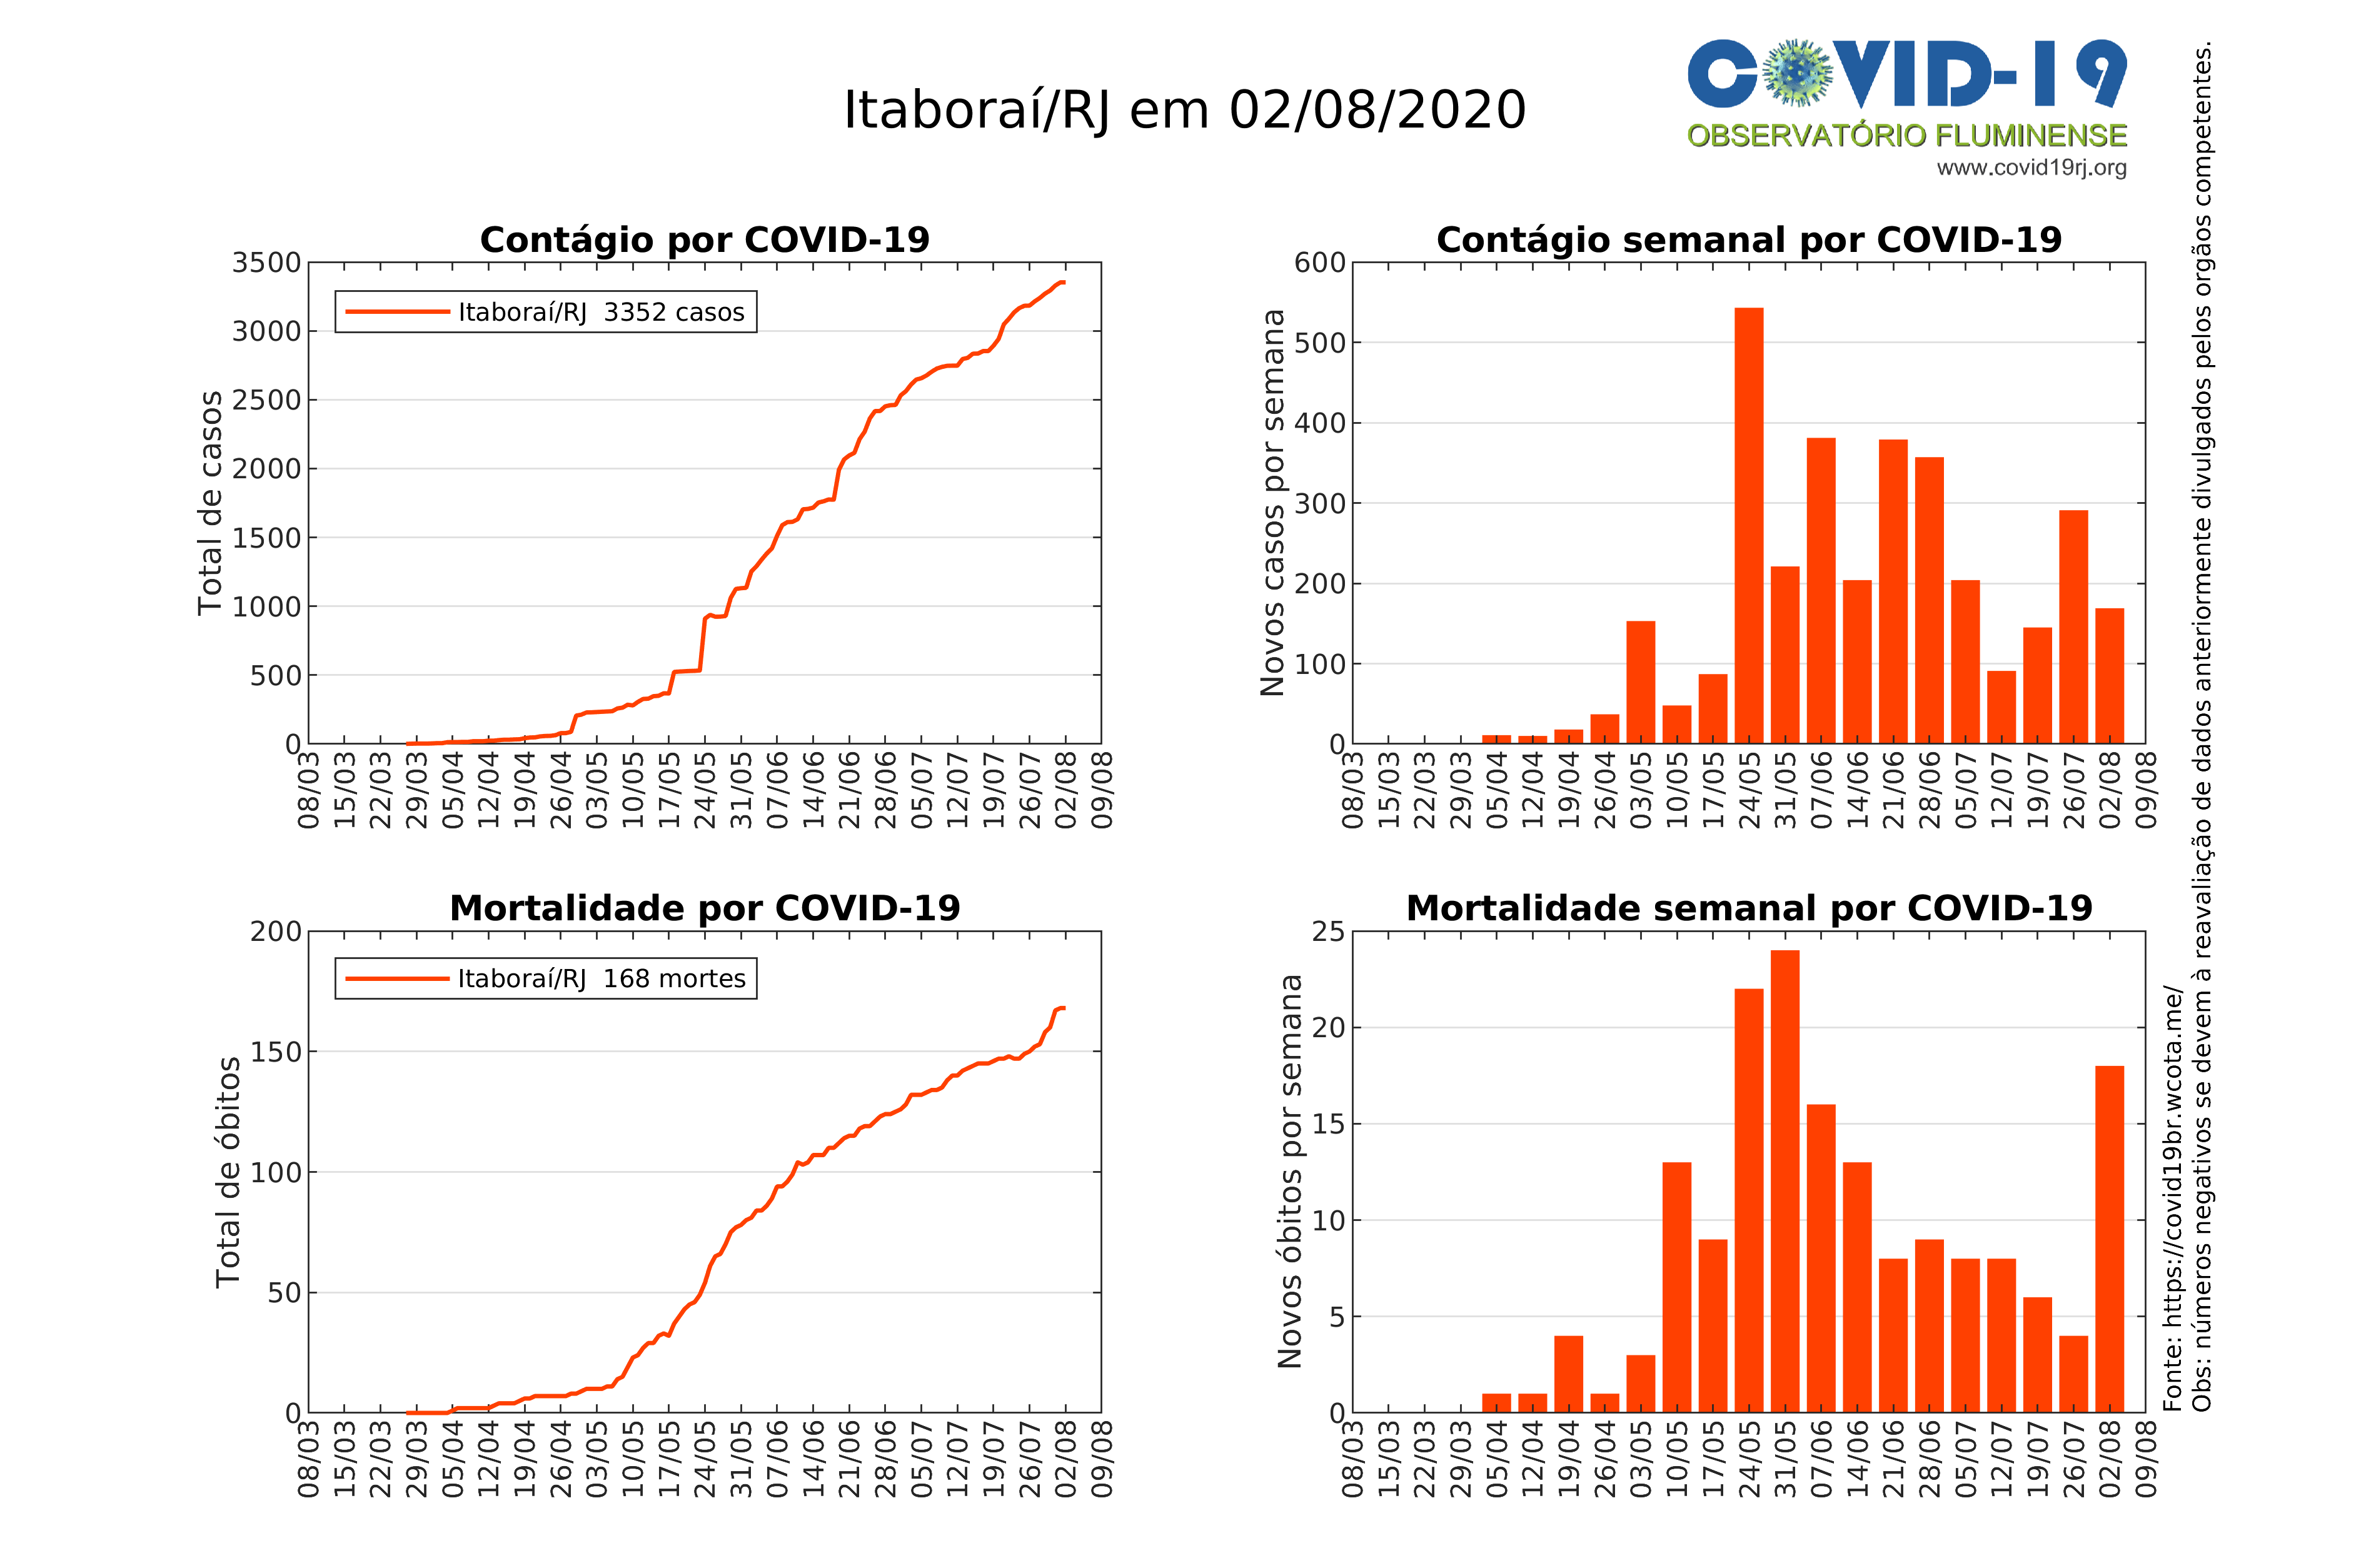 Itaboraí/RJ em 02/08/2020
COVID-19
OBSERVATÓRIO FLUMINENSE
www.covid19rj.org
Contágio por COVID-19
Total de casos
3500
3000
2500
2000
1500
1000
500
0
Itaboraí/RJ 3352 casos
08/03 15/03 22/03 29/03 05/04 12/04 19/04 26/04 03/05 10/05 17/05 24/05 31/05 07/06 14/06 21/06 28/06 05/07 12/07 19/07 26/07 02/08 09/08
Contágio semanal por COVID-19
Novos casos por semana
600
500
400
300
200
100
0
08/03 15/03 22/03 29/03 05/04 12/04 19/04 26/04 03/05 10/05 17/05 24/05 31/05 07/06 14/06 21/06 28/06 05/07 12/07 19/07 26/07 02/08 09/08
Mortalidade por COVID-19
Total de óbitos
200
150
100
50
0
Itaboraí/RJ 168 mortes
08/03 15/03 22/03 29/03 05/04 12/04 19/04 26/04 03/05 10/05 17/05 24/05 31/05 07/06 14/06 21/06 28/06 05/07 12/07 19/07 26/07 02/08 09/08
Mortalidade semanal por COVID-19
Novos óbitos por semana
25
20
15
10
5
0
08/03 15/03 22/03 29/03 05/04 12/04 19/04 26/04 03/05 10/05 17/05 24/05 31/05 07/06 14/06 21/06 28/06 05/07 12/07 19/07 26/07 02/08 09/08
Fonte: https://covid19br.wcota.me/
Obs: números negativos se devem à reavaliação de dados anteriormente divulgados pelos orgãos competentes.